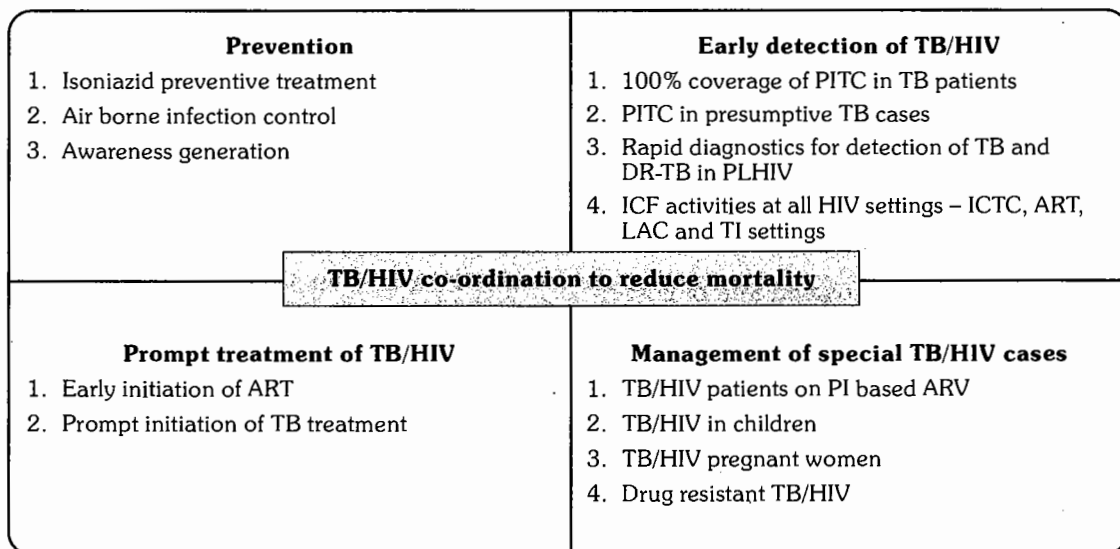 Prevention
1. Isoniazid preventive treatment
2. Air borne infection control
3. Awareness generation
Early detection of TB/HIV
1. 100% coverage of PITC in TB patients
2. PITC in presumptive TB cases
3. Rapid diagnostics for detection of TB and
DR-TB in PLHIV
4. ICF activities at all HIV settings – ICTC, ART,
LAC and TI settings
TB/HIV co-ordination to reduce mortality
Prompt treatment of TB/HIV
1. Early initiation of ART
2. Prompt initiation of TB treatment
Management of special TB/HIV cases
1. TB/HIV patients on PI based ARV
2. TB/HIV in children
3. TB/HIV pregnant women
4. Drug resistant TB/HIV